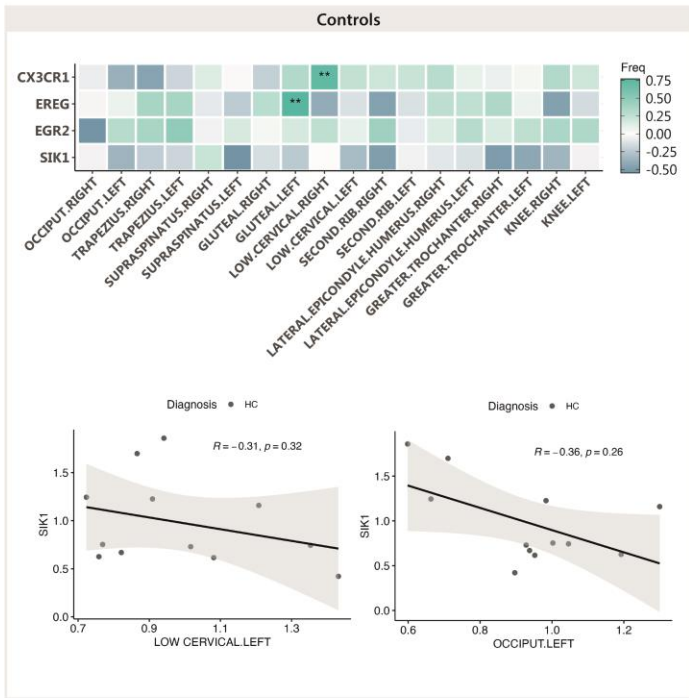 Controls
Freq
CX3CR1
EREG
EGR2
SIK1
**
**
0.75
0.50
0.25
0.00
-0.25
-0.50
OCCIPUT.RIGHT
OCCIPUT.LEFT
TRAPEZIUS.RIGHT
TRAPEZIUS.LEFT
SUPRASPINATUS.RIGHT
SUPRASPINATUS.LEFT
GLUTEAL.RIGHT
GLUTEAL.LEFT
LOW.CERVICAL.RIGHT
LOW.CERVICAL.LEFT
SECOND.RIB.RIGHT
SECOND.RIB.LEFT
LATERAL.EPICONDYLE.HUMERUS.RIGHT
LATERAL.EPICONDYLE.HUMERUS.LEFT
GREATER.TROCHANTER.RIGHT
GREATER.TROCHANTER.LEFT
KNEE.RIGHT
KNEE.LEFT
Diagnosis HC
R = −0.31, p = 0.32
SIK1
1.5
1.0
0.5
0.0
0.7 0.9 1.1 1.3
LOW CERVICAL.LEFT
Diagnosis HC
R = −0.36, p = 0.26
SIK1
1.5
1.0
0.5
0.0
0.6 0.8 1.0 1.2
OCCIPUT.LEFT